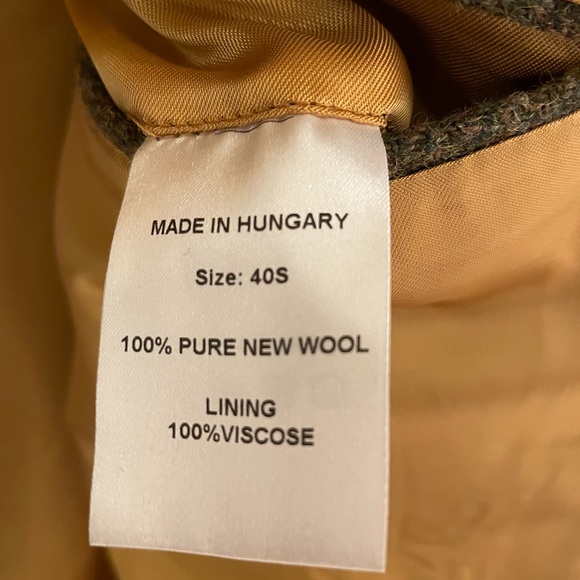 MADE IN HUNGARY
Size: 40S
100% PURE NEW WOOL
LINING
100%VISCOSE